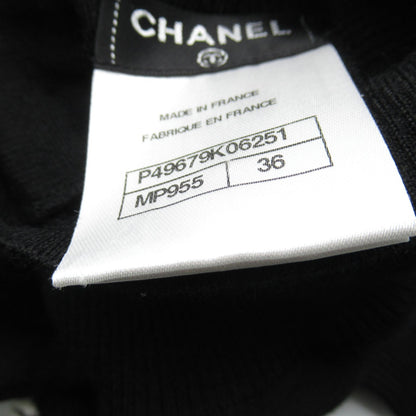 CHANEL
MADE IN FRANCE
FABRIQUE EN FRANCE
P49679K06251
MP955 36